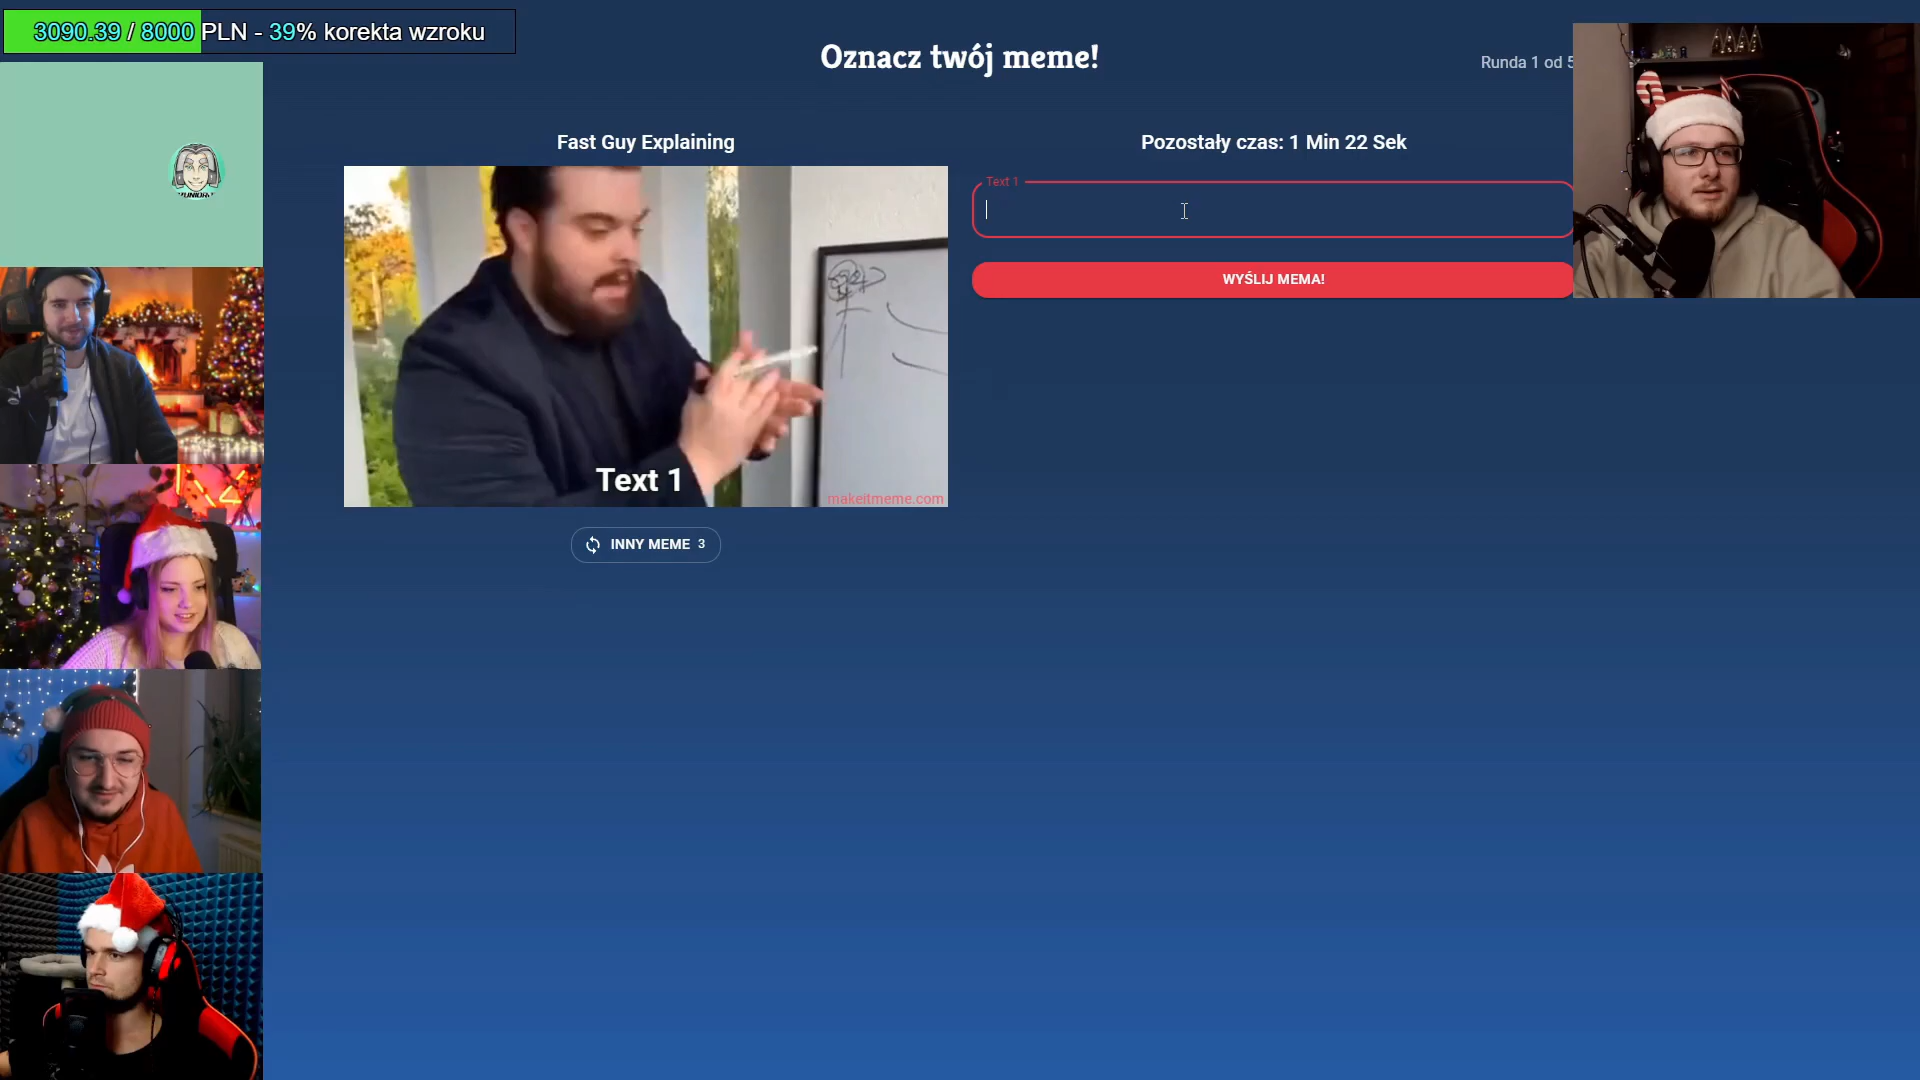 3090.39 / 8000 PLN - 39% korekta wzroku
Oznacz twój meme!
Runda 1 od 5
Fast Guy Explaining
Pozostały czas: 1 Min 22 Sek
Text 1
WYŚLIJ MEMA!
Text 1
makeitmeme.com
INNY MEME 3